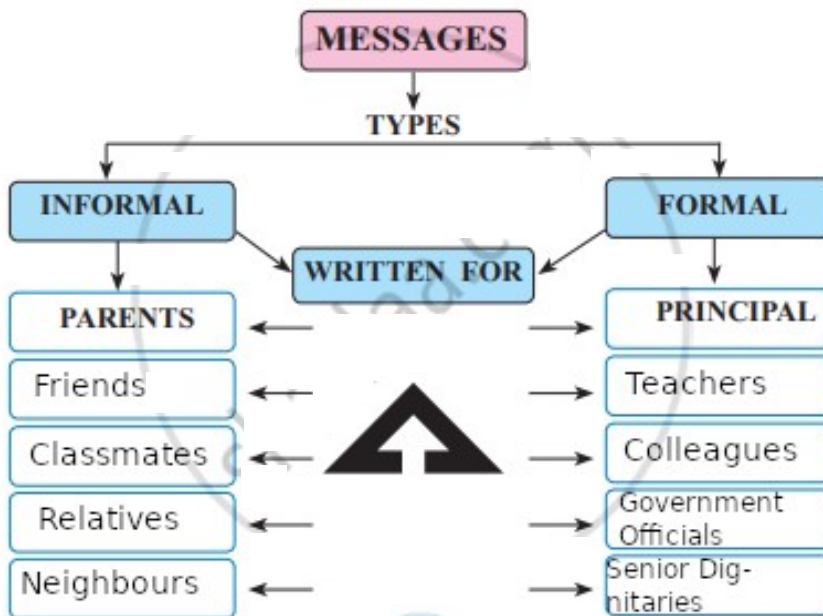 MESSAGES
TYPES
INFORMAL
FORMAL
WRITTEN FOR
PARENTS
PRINCIPAL
Friends
Teachers
Classmates
Colleagues
Relatives
Government
Officials
Neighbours
Senior Dig-
nitaries